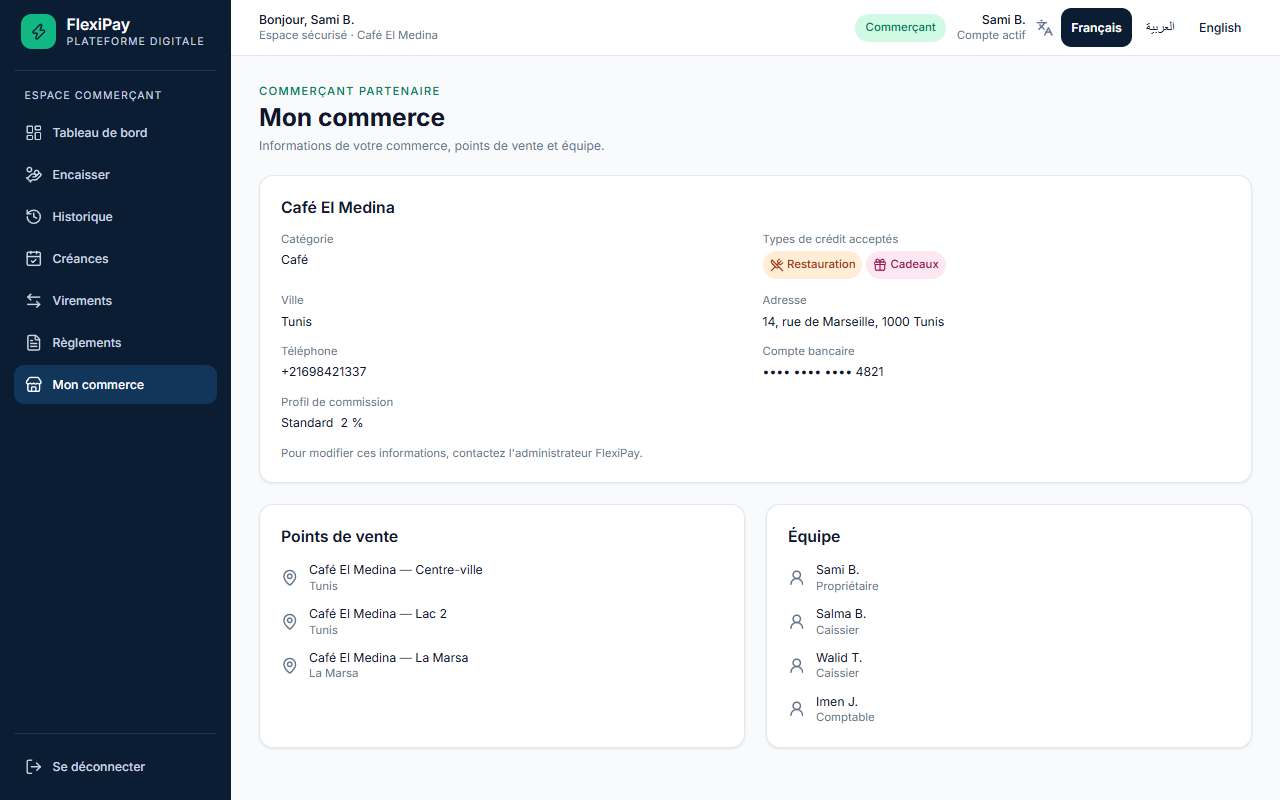 FlexiPay
PLATEFORME DIGITALE
ESPACE COMMERÇANT
Tableau de bord
Encaisser
Historique
Créances
Virements
Règlements
Mon commerce
Se déconnecter
Bonjour, Sami B.
Espace sécurisé · Café El Medina
Commerçant
Sami B.
Compte actif
Français
العربية
English
COMMERÇANT PARTENAIRE
Mon commerce
Informations de votre commerce, points de vente et équipe.
Café El Medina
Catégorie
Café
Types de crédit acceptés
Restauration Cadeaux
Ville
Tunis
Adresse
14, rue de Marseille, 1000 Tunis
Téléphone
+21698421337
Compte bancaire
•••• •••• •••• 4821
Profil de commission
Standard 2 %
Pour modifier ces informations, contactez l'administrateur FlexiPay.
Points de vente
Café El Medina — Centre-ville
Tunis
Café El Medina — Lac 2
Tunis
Café El Medina — La Marsa
La Marsa
Équipe
Sami B.
Propriétaire
Salma B.
Caissier
Walid T.
Caissier
Imen J.
Comptable